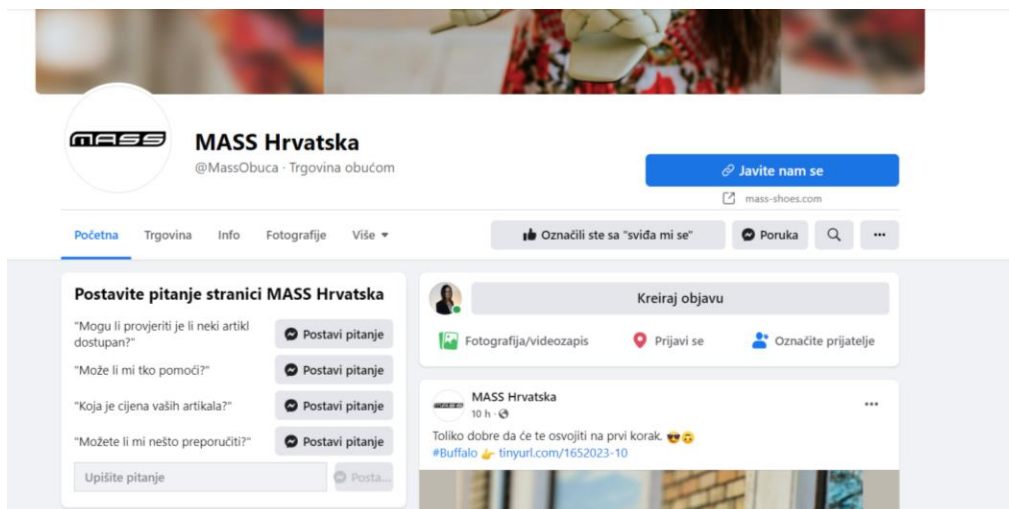 MASS
MASS Hrvatska
@MassObuca · Trgovina obućom
Javite nam se
mass-shoes.com
Početna Trgovina Info Fotografije Više
Označili ste sa "sviđa mi se" Poruka
Postavite pitanje stranici MASS Hrvatska
"Mogu li provjeriti je li neki artikl
dostupan?"
Postavi pitanje
"Može li mi tko pomoći?" Postavi pitanje
"Koja je cijena vaših artikala?" Postavi pitanje
"Možete li mi nešto preporučiti?" Postavi pitanje
Upišite pitanje Posta...
Kreiraj objavu
Fotografija/videozapis Prijavi se Označite prijatelje
MASS
MASS Hrvatska
10 h ·
Toliko dobre da će te osvojiti na prvi korak. 😎🙃
#Buffalo 👉 tinyurl.com/1652023-10